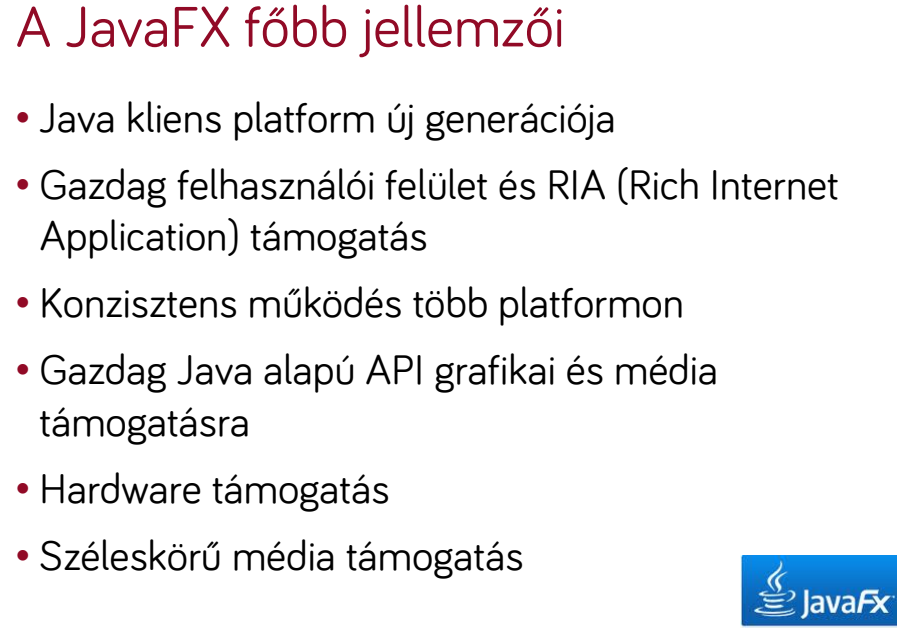 A JavaFX főbb jellemzői
• Java kliens platform új generációja
• Gazdag felhasználói felület és RIA (Rich Internet
Application) támogatás
• Konzisztens működés több platformon
• Gazdag Java alapú API grafikai és média
támogatásra
• Hardware támogatás
• Széleskörű média támogatás
JavaFx